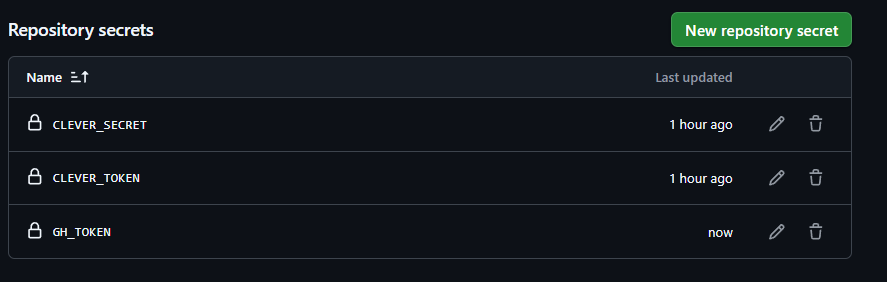 Repository secrets
New repository secret
Name Last updated
CLEVER_SECRET 1 hour ago
CLEVER_TOKEN 1 hour ago
GH_TOKEN now